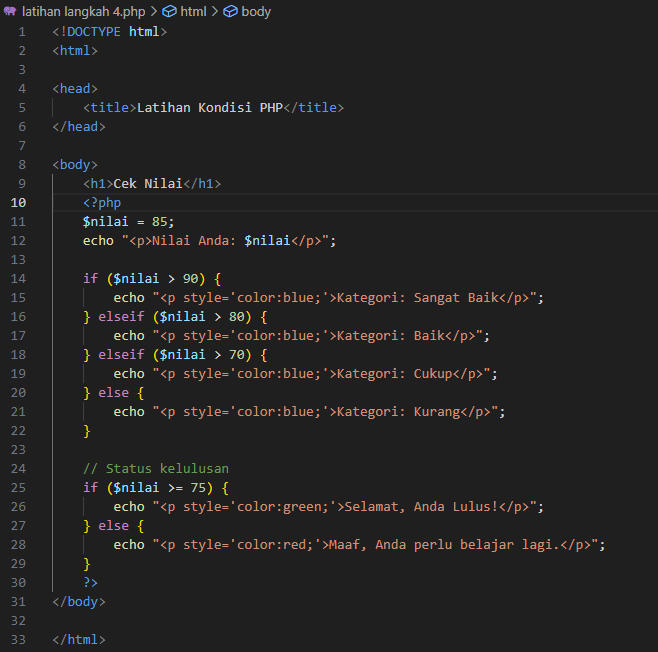 latihan langkah 4.php > html > body
1 <!DOCTYPE html>
2 <html>
3
4 <head>
5     <title>Latihan Kondisi PHP</title>
6 </head>
7
8 <body>
9     <h1>Cek Nilai</h1>
10     <?php
11     $nilai = 85;
12     echo "<p>Nilai Anda: $nilai</p>";
13
14     if ($nilai > 90) {
15         echo "<p style='color:blue;'>Kategori: Sangat Baik</p>";
16     } elseif ($nilai > 80) {
17         echo "<p style='color:blue;'>Kategori: Baik</p>";
18     } elseif ($nilai > 70) {
19         echo "<p style='color:blue;'>Kategori: Cukup</p>";
20     } else {
21         echo "<p style='color:blue;'>Kategori: Kurang</p>";
22     }
23
24     // Status kelulusan
25     if ($nilai >= 75) {
26         echo "<p style='color:green;'>Selamat, Anda Lulus!</p>";
27     } else {
28         echo "<p style='color:red;'>Maaf, Anda perlu belajar lagi.</p>";
29     }
30     ?>
31 </body>
32
33 </html>